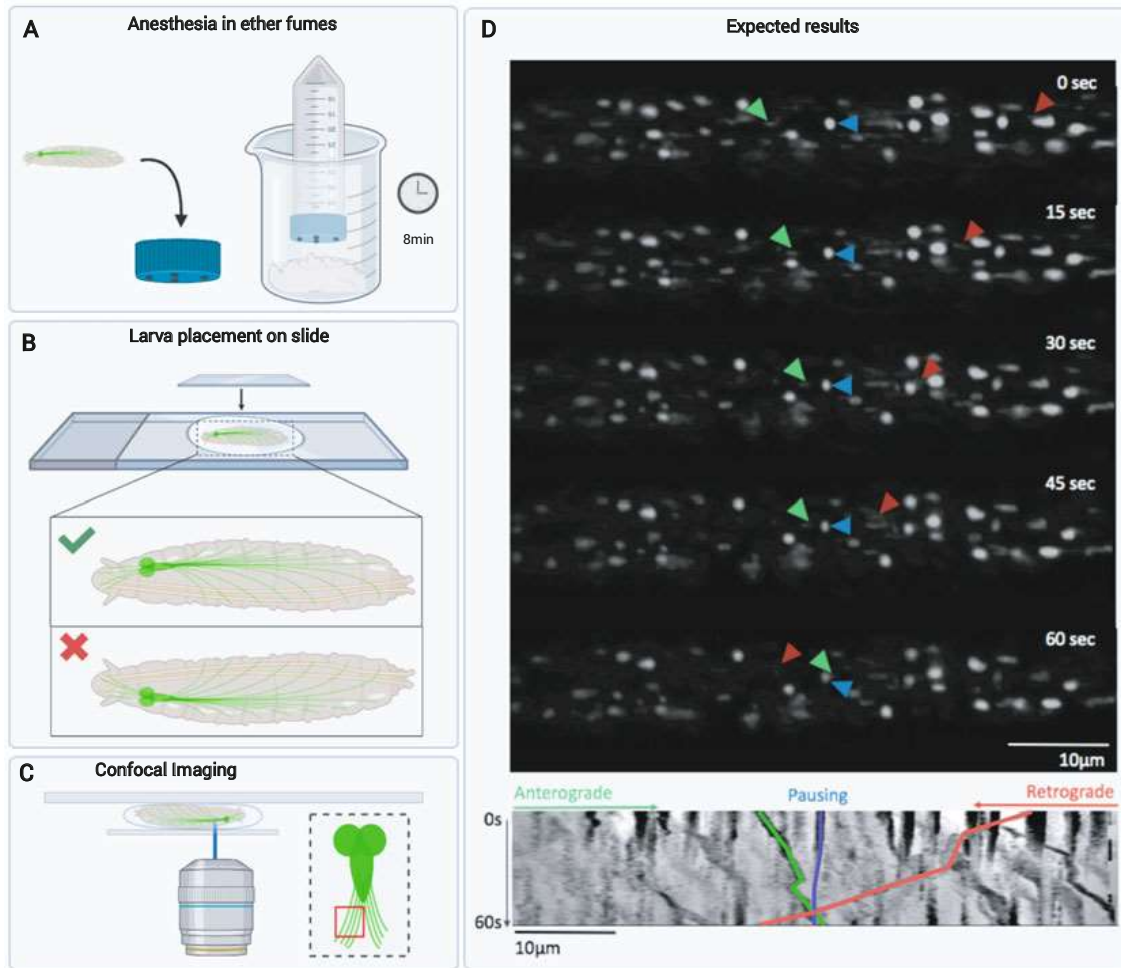 A
Anesthesia in ether fumes
8min
B
Larva placement on slide
C
Confocal Imaging
D
Expected results
0 sec
15 sec
30 sec
45 sec
60 sec
10μm
Anterograde
Pausing
Retrograde
0s
60s
10μm